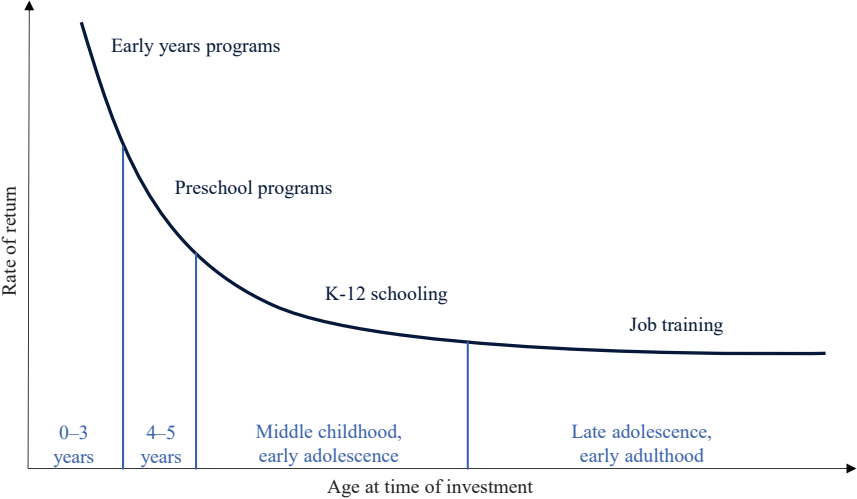 Early years programs
Preschool programs
K-12 schooling
Job training
Rate of return
0–3
years
4–5
years
Middle childhood,
early adolescence
Late adolescence,
early adulthood
Age at time of investment